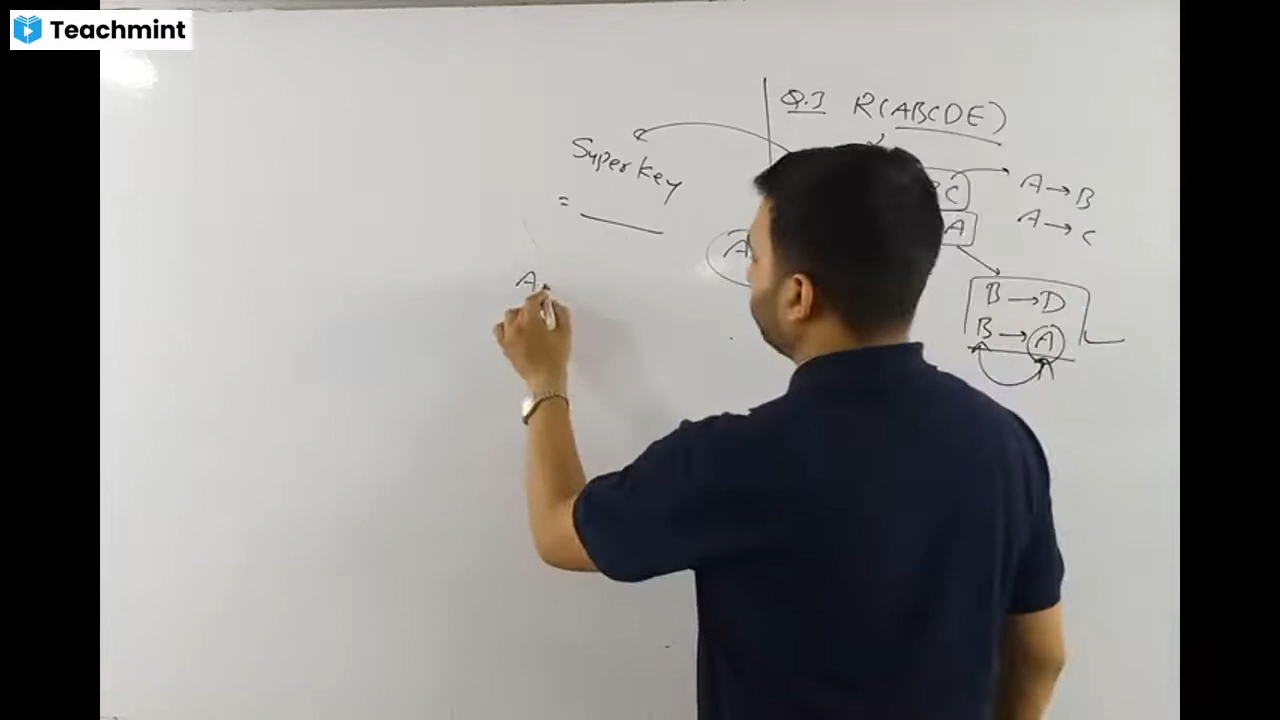 Teachmint
Q.3 R(ABCDE)
Super Key
=
C A → B
A A → C
A
B → D
B → A
A